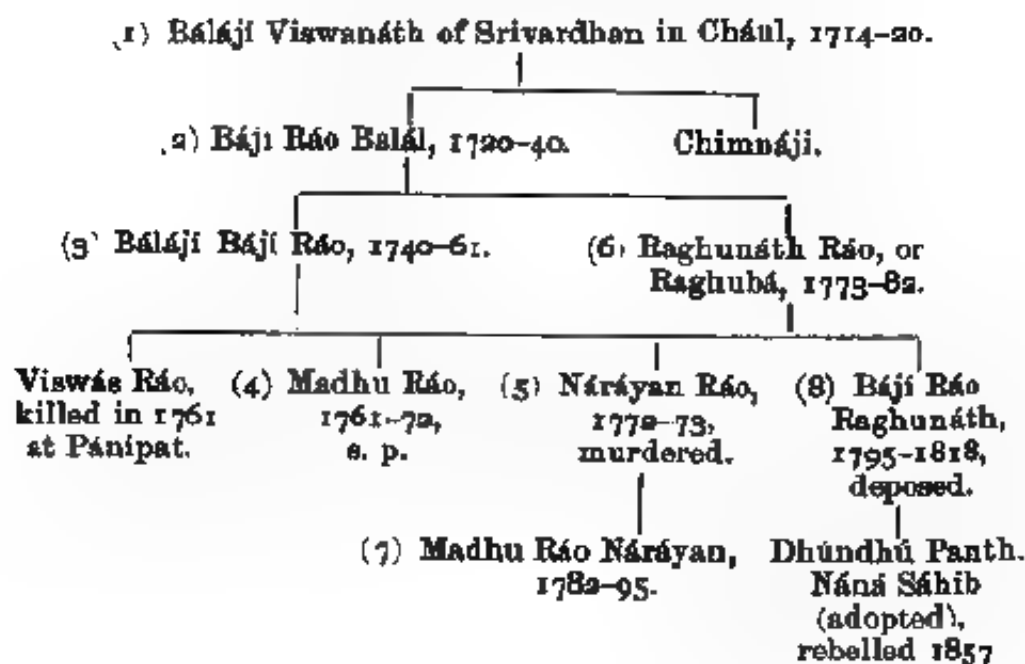 (1) Báláji Viswanáth of Srivardhan in Chául, 1714-20.
(2) Báji Ráo Balál, 1720-40. Chimnáji.
(3) Báláji Bájí Ráo, 1740-61. (6) Raghunáth Ráo, or
Raghubá, 1773-82.
Viswás Ráo, (4) Madhu Ráo, (5) Náráyan Ráo, (8) Bájí Ráo
killed in 1761 1761-72, 1772-73, Raghunáth,
at Pánípat. s. p. murdered. 1795-1818,
deposed.
(7) Madhu Ráo Náráyan, Dhúndhú Panth.
1782-95. Náná Sáhib
(adopted),
rebelled 1857